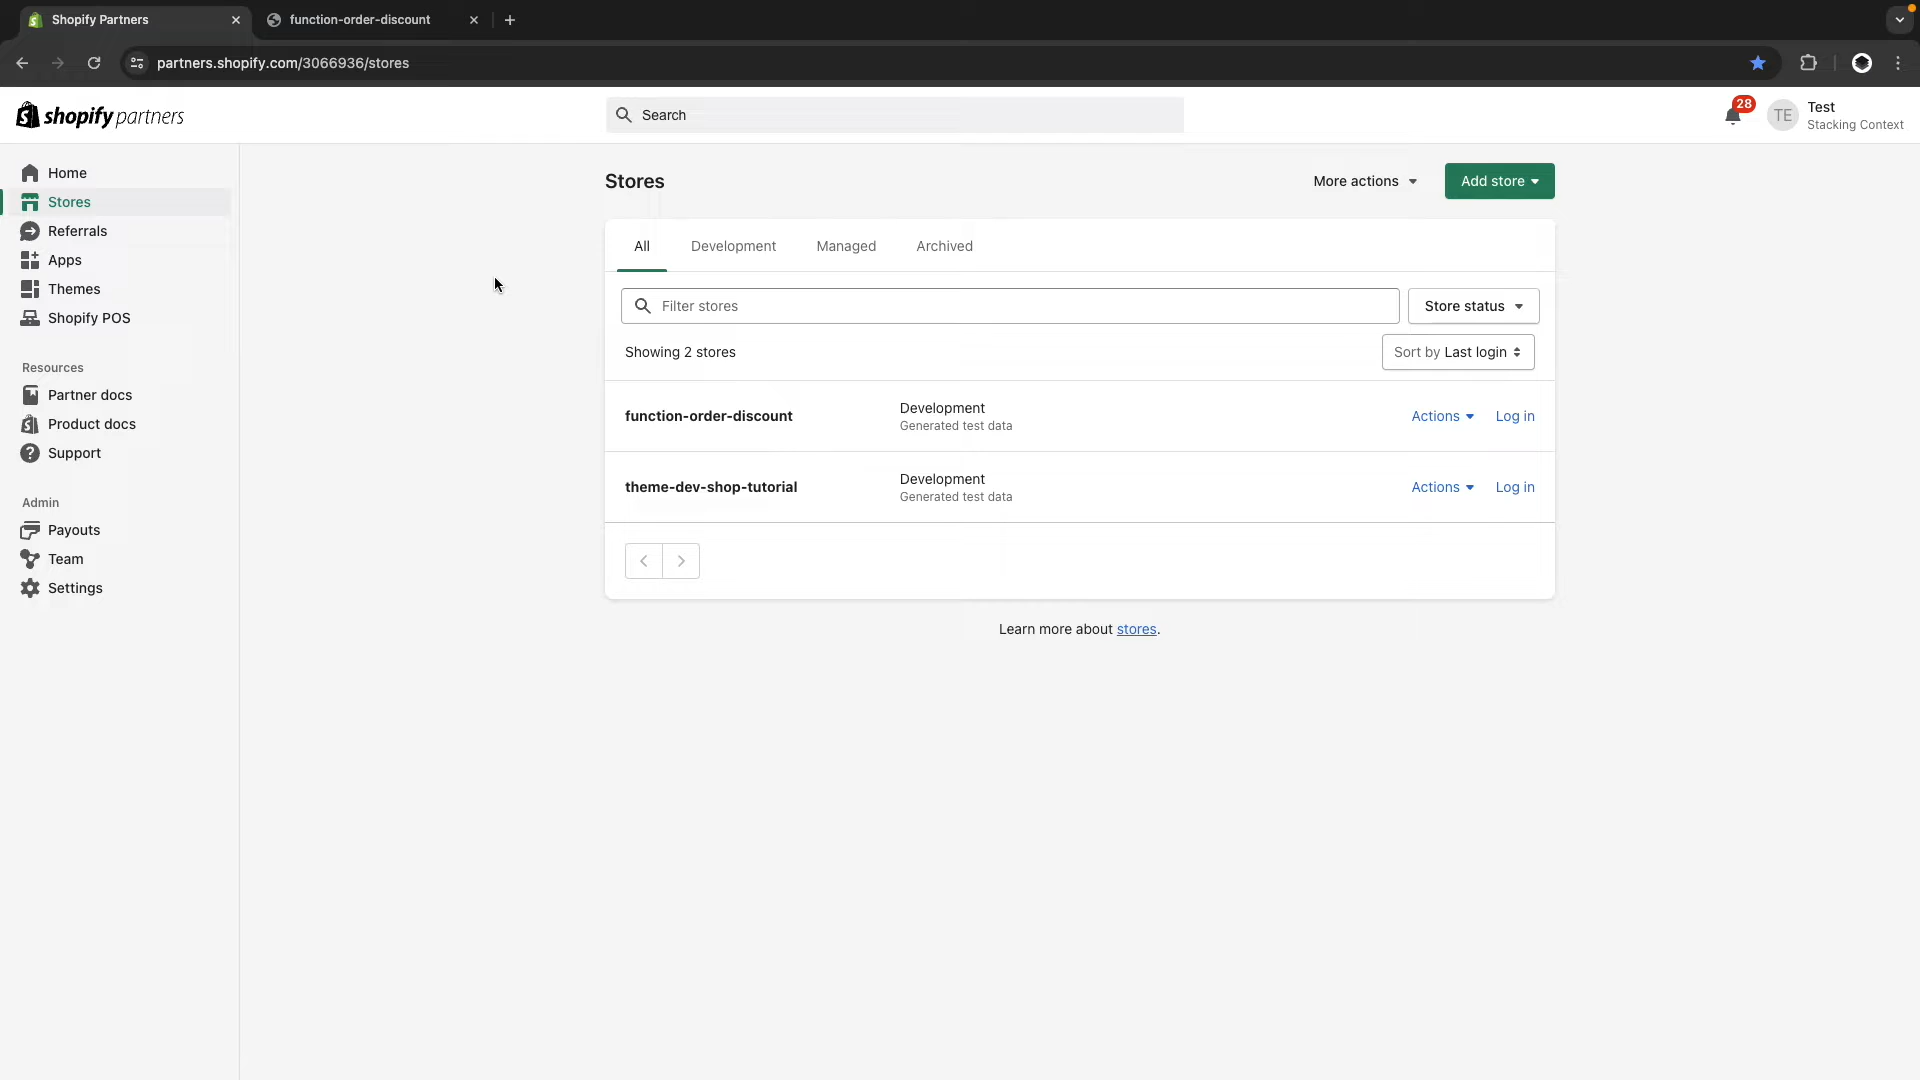 Shopify Partners
function-order-discount
partners.shopify.com/3066936/stores
shopify partners
Search
28
TE
Test
Stacking Context
Home
Stores
Referrals
Apps
Themes
Shopify POS
Resources
Partner docs
Product docs
Support
Admin
Payouts
Team
Settings
Stores
More actions
Add store
All Development Managed Archived
Filter stores
Store status
Showing 2 stores
Sort by Last login
function-order-discount
Development
Generated test data
Actions Log in
theme-dev-shop-tutorial
Development
Generated test data
Actions Log in
Learn more about stores.